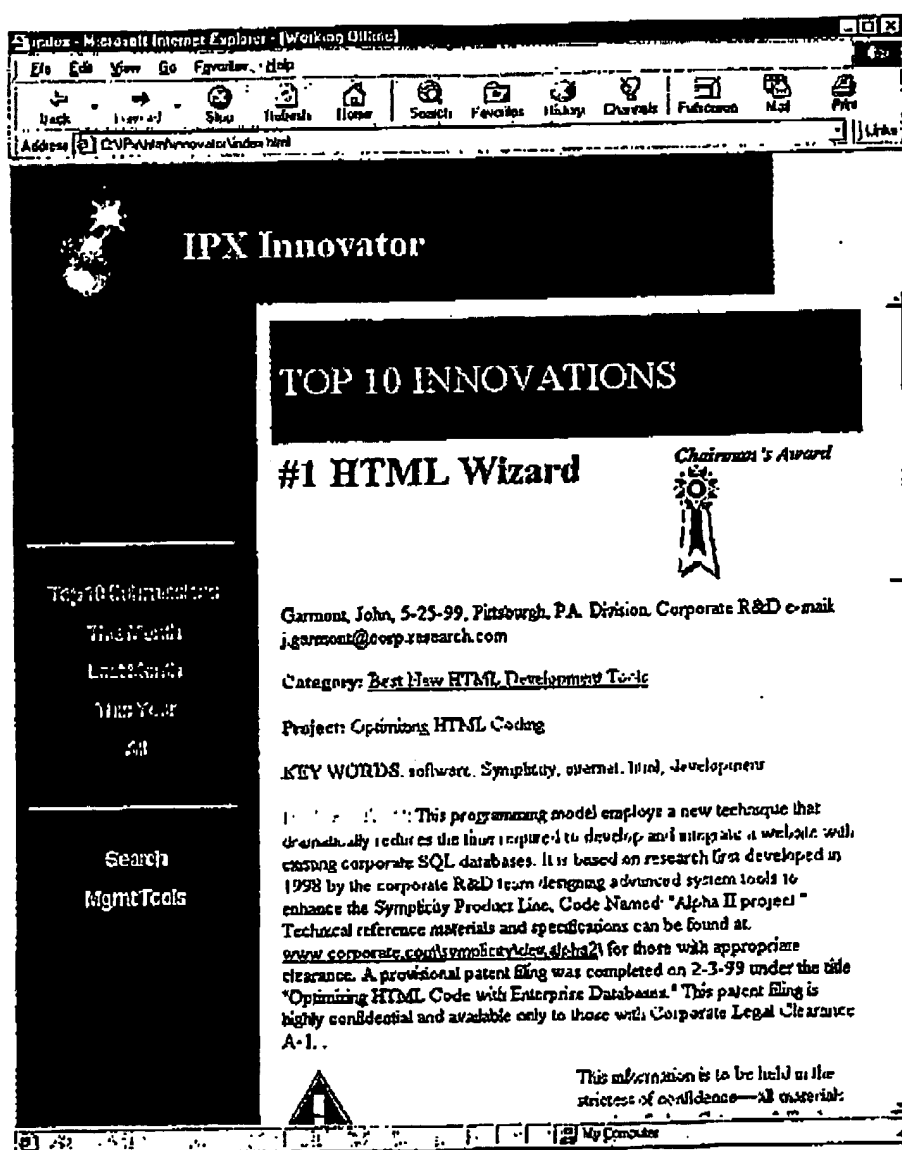 index - Microsoft Internet Explorer - [Working Offline]
File Edit View Go Favorites Help
Back Forward Stop Refresh Home Search Favorites History Channels Fullscreen Mail Print
Address Links
IPX Innovator
TOP 10 INNOVATIONS
#1 HTML Wizard
Chairman's Award
Top 10 Submissions
This Month
Last Month
This Year
All
Search
MgmtTools
Garmont, John, 5-25-99, Pittsburgh, PA. Division, Corporate R&D e-mail
j.garmont@corp.research.com
Category: Best New HTML Development Tools
Project: Optimizing HTML Coding
KEY WORDS. software, Symplicity, html, development
This programming model employs a new technique that
dramatically reduces the time required to develop and integrate a website with
existing corporate SQL databases. It is based on research first developed in
1998 by the corporate R&D team designing advanced system tools to
enhance the Symplicity Product Line, Code Named: "Alpha II project."
Technical reference materials and specifications can be found at
www.corporate.com\symplicity\dev.alpha2\ for those with appropriate
clearance. A provisional patent filing was completed on 2-3-99 under the title
"Optimizing HTML Code with Enterprise Databases." This patent filing is
highly confidential and available only to those with Corporate Legal Clearance
A-1.
This information is to be held in the
strictest of confidence—all materials
My Computer